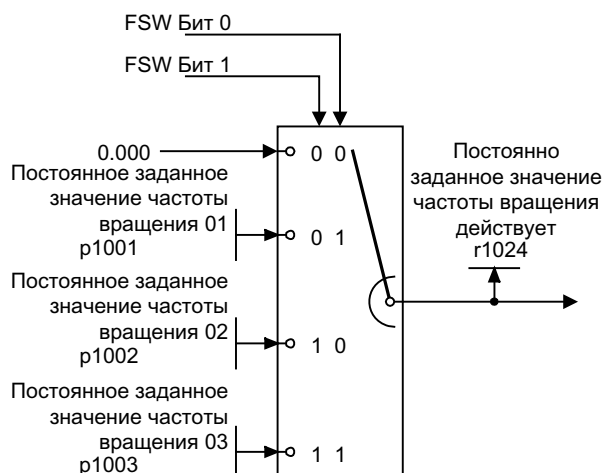 FSW Бит 0
FSW Бит 1
0.000
0 0
Постоянное заданное
значение частоты
вращения 01
p1001
0 1
Постоянное заданное
значение частоты
вращения 02
p1002
1 0
Постоянное заданное
значение частоты
вращения 03
p1003
1 1
Постоянно
заданное значение
частоты вращения
действует
r1024